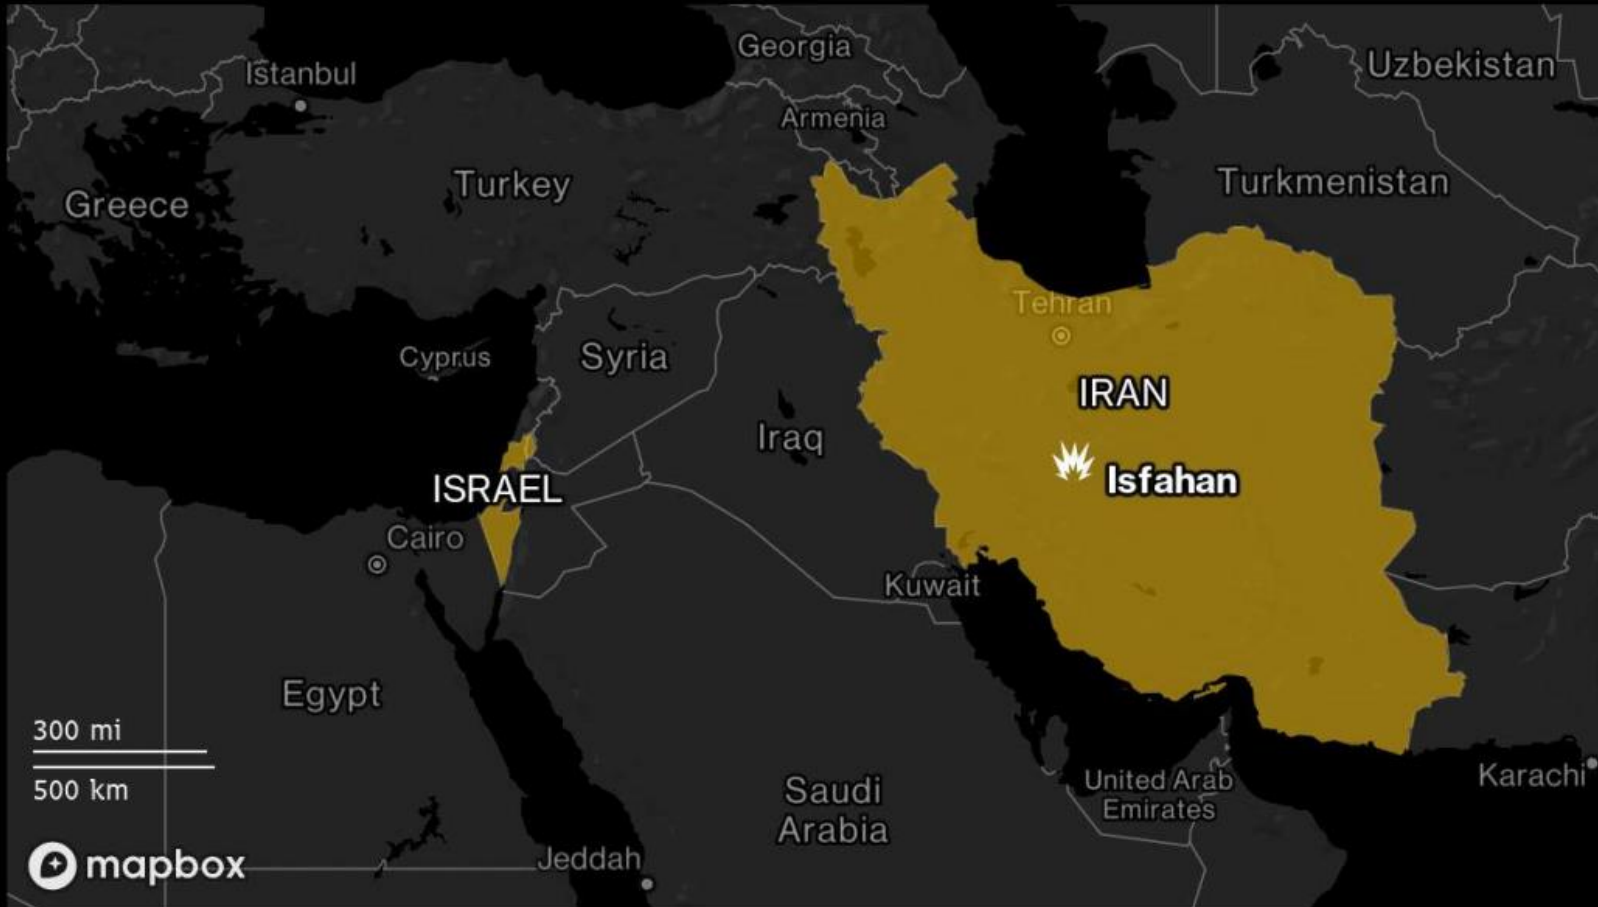 Georgia
Uzbekistan
Istanbul
Armenia
Turkey
Turkmenistan
Greece
Tehran
Cyprus
Syria
IRAN
Iraq
Isfahan
ISRAEL
Cairo
Kuwait
Egypt
300 mi
500 km
Saudi
Arabia
United Arab
Emirates
Karachi
Jeddah
mapbox